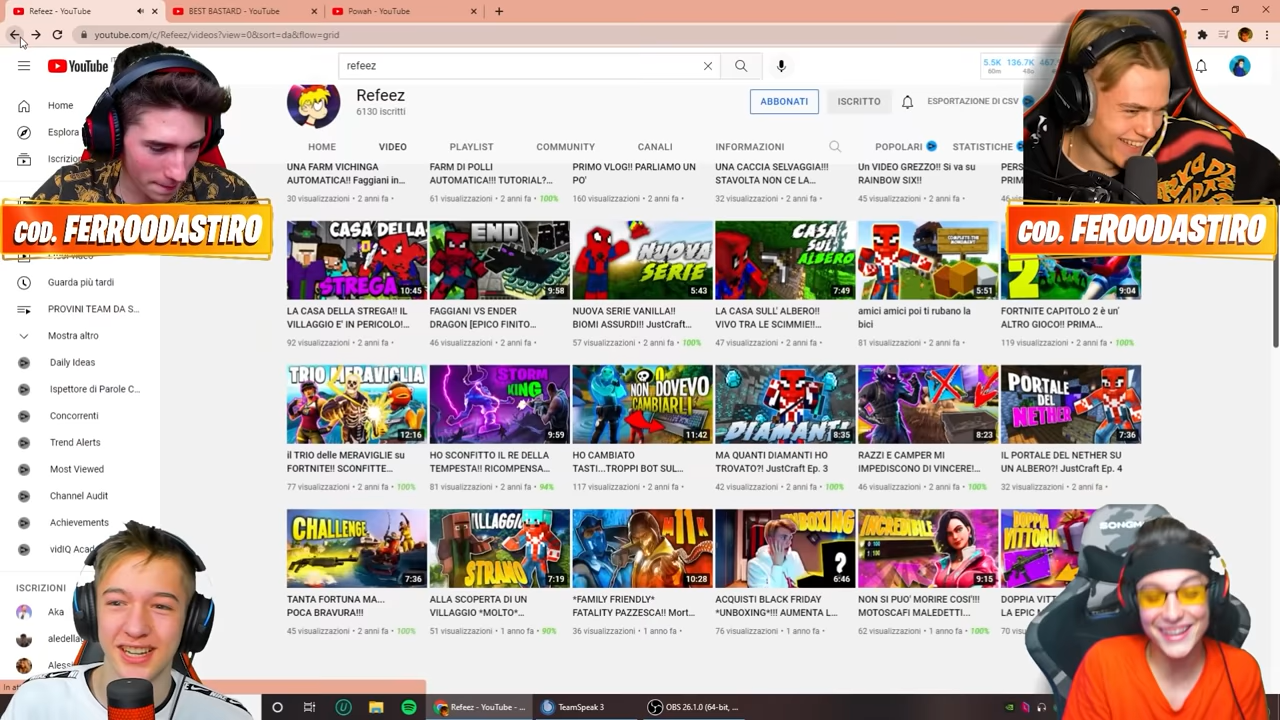 Refeez - YouTube
BEST BASTARD - YouTube
Powah - YouTube
youtube.com/c/Refeez/videos?view=0&sort=da&flow=grid
YouTube
refeez
5.5K 136.7K
60m
Home
Esplora
Guarda più tardi
PROVINI TEAM DA S...
Mostra altro
Daily Ideas
Ispettore di Parole C...
Concorrenti
Trend Alerts
Most Viewed
Channel Audit
Achievements
ISCRIZIONI
Aka
Refeez
6130 iscritti
ABBONATI
ISCRITTO
ESPORTAZIONE DI CSV
HOME
VIDEO
PLAYLIST
COMMUNITY
CANALI
INFORMAZIONI
POPOLARI
STATISTICHE
COD. FERROODASTIRO
COD. FEROODASTIRO
UNA FARM VICHINGA
AUTOMATICA!! Faggiani in...
30 visualizzazioni • 2 anni fa
FARM DI POLLI
AUTOMATICA!!! TUTORIAL?...
61 visualizzazioni • 2 anni fa • 100%
PRIMO VLOG!! PARLIAMO UN
PO'
160 visualizzazioni • 2 anni fa
UNA CACCIA SELVAGGIA!!!
STAVOLTA NON CE LA...
32 visualizzazioni • 2 anni fa
Un VIDEO GREZZO!! Si va su
RAINBOW SIX!!
45 visualizzazioni • 2 anni fa
CASA DELLA
STREGA
10:45
END
9:58
NUOVA
SERIE
5:43
CASA
SUL
ALBERO
7:49
COMPLETE THE
MONUMENT
5:51
2
9:04
LA CASA DELLA STREGA!! IL
VILLAGGIO E' IN PERICOLO!...
92 visualizzazioni • 2 anni fa
FAGGIANI VS ENDER
DRAGON [EPICO FINITO...
46 visualizzazioni • 2 anni fa
NUOVA SERIE VANILLA!!
BIOMI ASSURDI!! JustCraft...
57 visualizzazioni • 2 anni fa • 100%
LA CASA SULL' ALBERO!!
VIVO TRA LE SCIMMIE!!...
47 visualizzazioni • 2 anni fa
amici amici poi ti rubano la
bici
81 visualizzazioni • 2 anni fa
FORTNITE CAPITOLO 2 è un'
ALTRO GIOCO!! PRIMA...
119 visualizzazioni • 2 anni fa • 100%
TRIO MERAVIGLIA
12:16
STORM
KING
9:59
NON DOVEVO
CAMBIARLI
11:42
DIAMANTI
8:35
8:23
PORTALE
DEL
NETHER
7:36
il TRIO delle MERAVIGLIE su
FORTNITE!! SCONFITTE...
77 visualizzazioni • 2 anni fa • 100%
HO SCONFITTO IL RE DELLA
TEMPESTA!! RICOMPENSA...
81 visualizzazioni • 2 anni fa • 94%
HO CAMBIATO
TASTI...TROPPI BOT SUL...
117 visualizzazioni • 2 anni fa
MA QUANTI DIAMANTI HO
TROVATO?! JustCraft Ep. 3
42 visualizzazioni • 2 anni fa • 100%
RAZZI E CAMPER MI
IMPEDISCONO DI VINCERE!...
46 visualizzazioni • 2 anni fa • 100%
IL PORTALE DEL NETHER SU
UN ALBERO?! JustCraft Ep. 4
32 visualizzazioni • 2 anni fa
CHALLENGE
7:36
VILLAGGIO
STRANO
7:19
10:28
UNBOXING
?
6:46
INCREDIBILE
9:15
DOPPIA
VITTORIA
TANTA FORTUNA MA...
POCA BRAVURA!!!
45 visualizzazioni • 2 anni fa • 100%
ALLA SCOPERTA DI UN
VILLAGGIO *MOLTO*...
51 visualizzazioni • 1 anno fa • 90%
*FAMILY FRIENDLY*
FATALITY PAZZESCA!! Mort...
36 visualizzazioni • 1 anno fa
ACQUISTI BLACK FRIDAY
*UNBOXING*!!! AUMENTA L...
76 visualizzazioni • 1 anno fa
NON SI PUO' MORIRE COSI'!!!
MOTOSCAFI MALEDETTI...
62 visualizzazioni • 1 anno fa • 100%
Refeez - YouTube - ...
TeamSpeak 3
OBS 26.1.0 (64-bit, ...